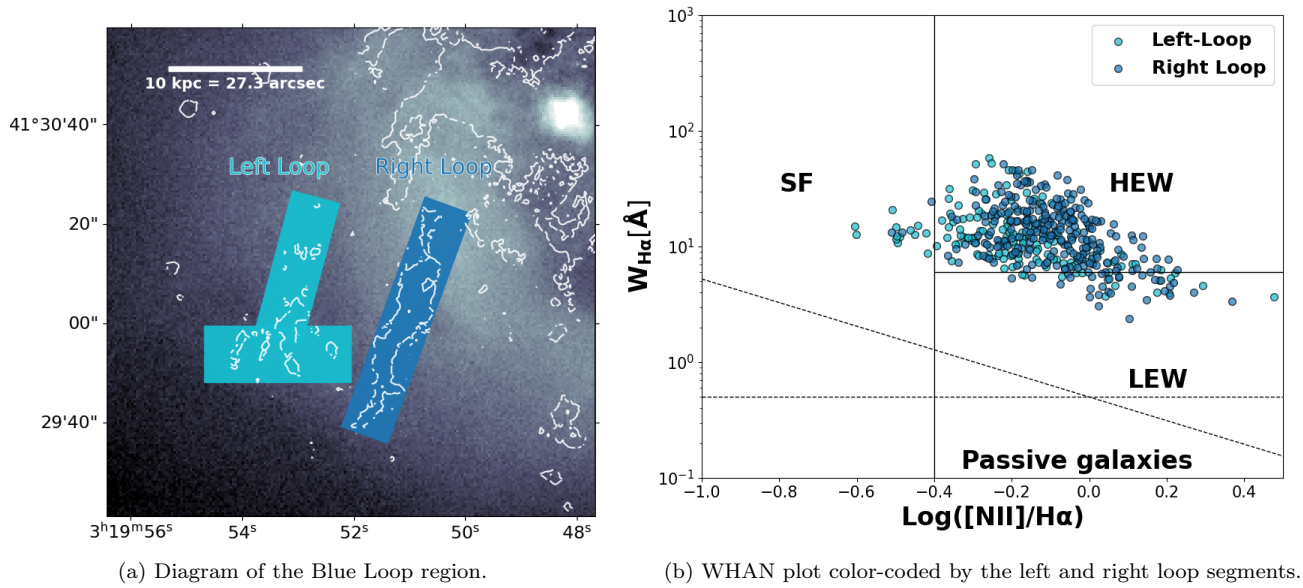 10 kpc = 27.3 arcsec
Left Loop
Right Loop
41°30'40"
20"
00"
29'40"
3ʰ19ᵐ56ˢ
54ˢ
52ˢ
50ˢ
48ˢ
(a) Diagram of the Blue Loop region.
10³
10²
10¹
10⁰
10⁻¹
W_Hα[Å]
Left-Loop
Right Loop
SF
HEW
LEW
Passive galaxies
−1.0
−0.8
−0.6
−0.4
−0.2
0.0
0.2
0.4
Log([NII]/Hα)
(b) WHAN plot color-coded by the left and right loop segments.